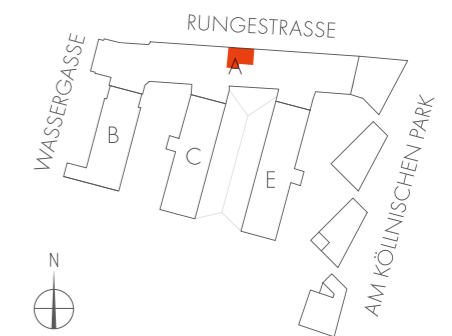 RUNGESTRASSE
WASSERGASSE
A
B
C
E
AM KÖLLNISCHEN PARK
N